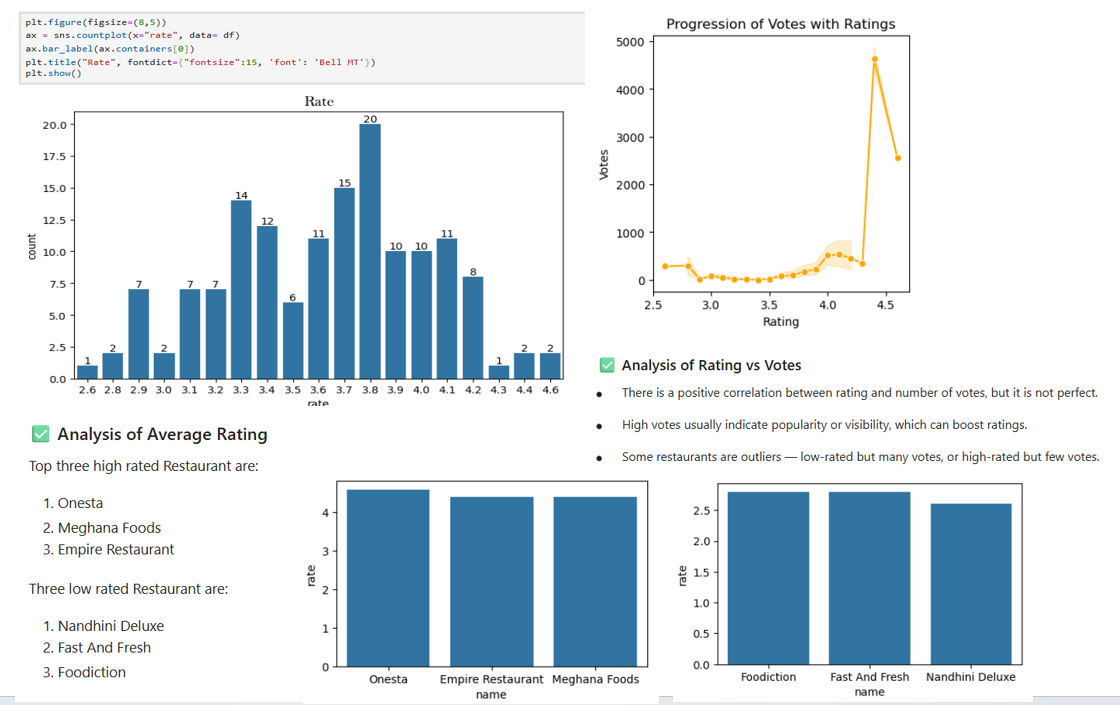 plt.figure(figsize=(8,5))
ax = sns.countplot(x="rate", data= df)
ax.bar_label(ax.containers[0])
plt.title("Rate", fontdict={"fontsize":15, 'font': 'Bell MT'})
plt.show()
Rate
20.0
17.5
15.0
12.5
10.0
7.5
5.0
2.5
0.0
count
1 2 7 2 7 7 14 12 6 11 15 20 10 10 11 8 1 2 2
2.6 2.8 2.9 3.0 3.1 3.2 3.3 3.4 3.5 3.6 3.7 3.8 3.9 4.0 4.1 4.2 4.3 4.4 4.6
rate
Progression of Votes with Ratings
5000
4000
3000
2000
1000
0
Votes
2.5 3.0 3.5 4.0 4.5
Rating
✅ Analysis of Rating vs Votes
● There is a positive correlation between rating and number of votes, but it is not perfect.
● High votes usually indicate popularity or visibility, which can boost ratings.
● Some restaurants are outliers — low-rated but many votes, or high-rated but few votes.
✅ Analysis of Average Rating
Top three high rated Restaurant are:
1. Onesta
2. Meghana Foods
3. Empire Restaurant
Three low rated Restaurant are:
1. Nandhini Deluxe
2. Fast And Fresh
3. Foodiction
4
3
2
1
0
rate
Onesta Empire Restaurant Meghana Foods
name
2.5
2.0
1.5
1.0
0.5
0.0
rate
Foodiction Fast And Fresh Nandhini Deluxe
name